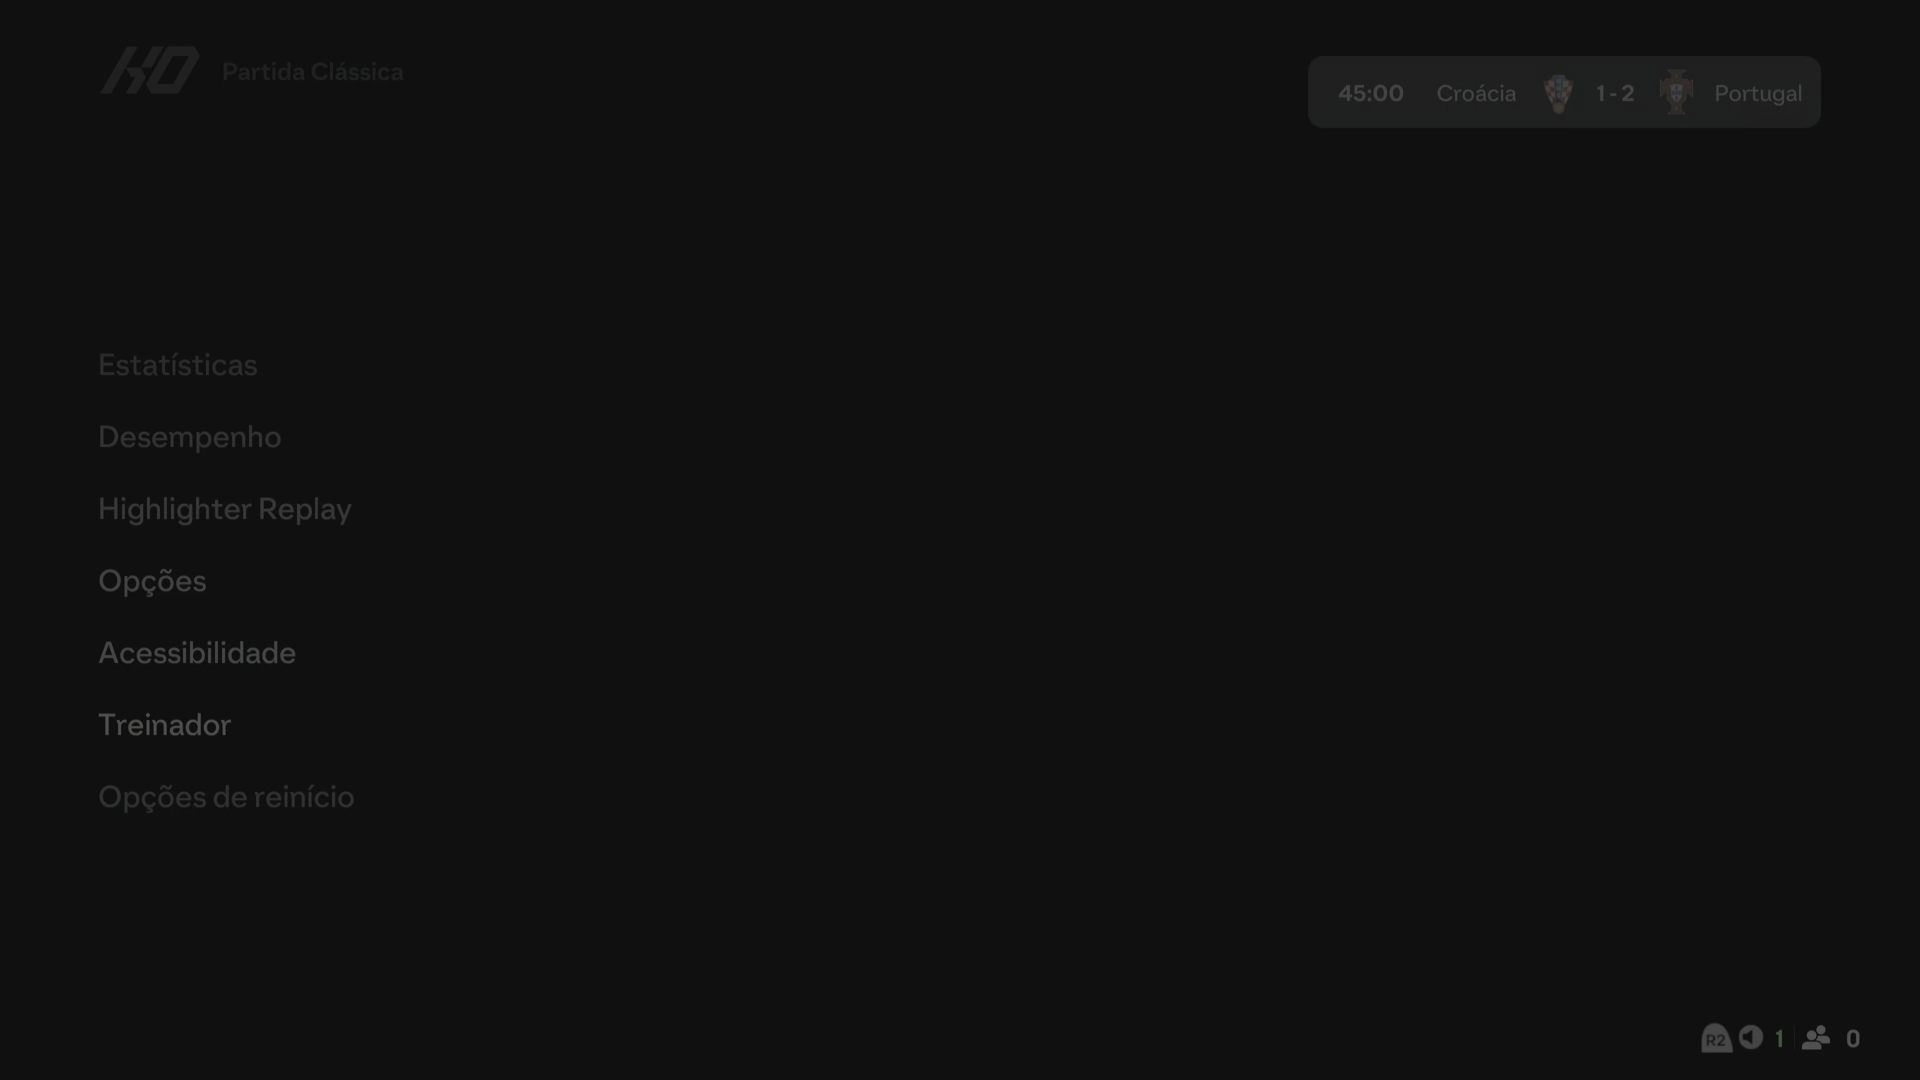 KO Partida Clássica
45:00 Croácia 1 - 2 Portugal
Estatísticas
Desempenho
Highlighter Replay
Opções
Acessibilidade
Treinador
Opções de reinício
R2 1 0